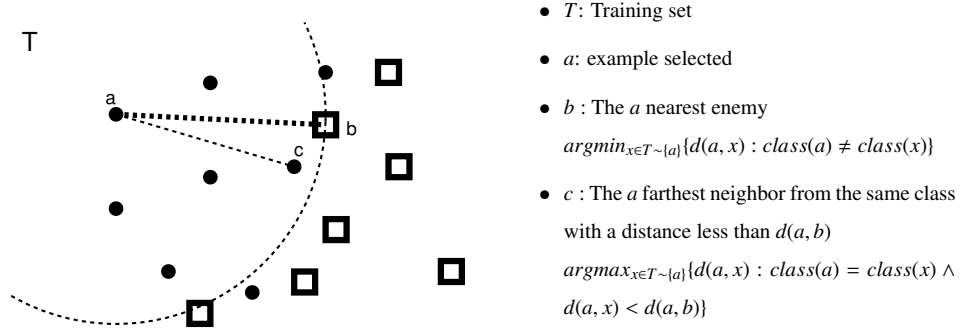 T
a
b
c
• T: Training set
• a: example selected
• b : The a nearest enemy
argmin_{x∈T∼{a}}{d(a, x) : class(a) ≠ class(x)}
• c : The a farthest neighbor from the same class
with a distance less than d(a, b)
argmax_{x∈T∼{a}}{d(a, x) : class(a) = class(x) ∧
d(a, x) < d(a, b)}